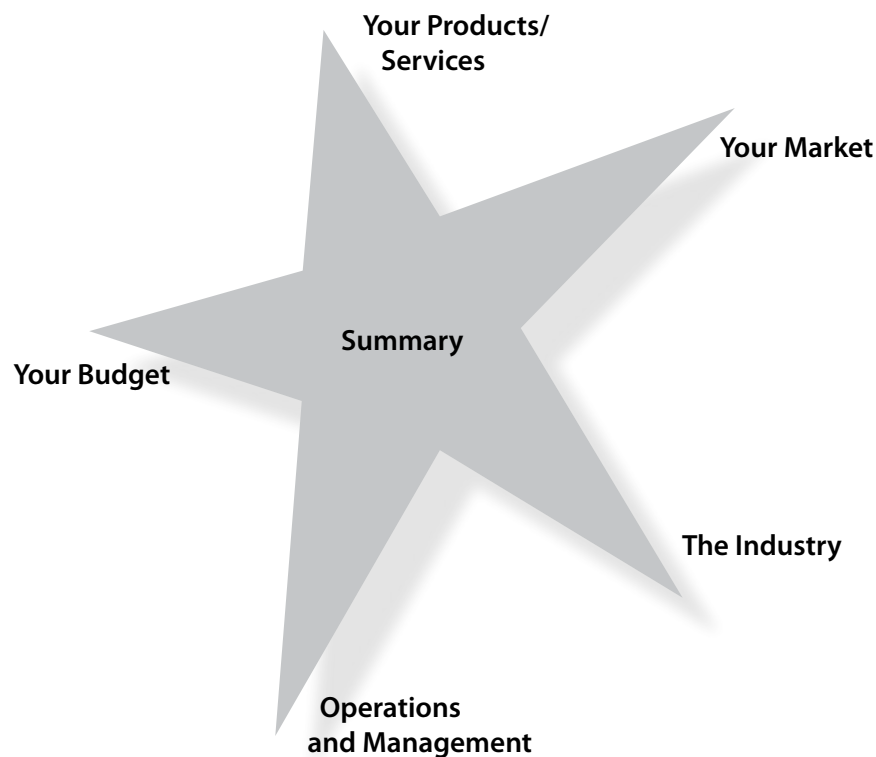 Your Products/
Services
Your Market
Summary
Your Budget
The Industry
Operations
and Management